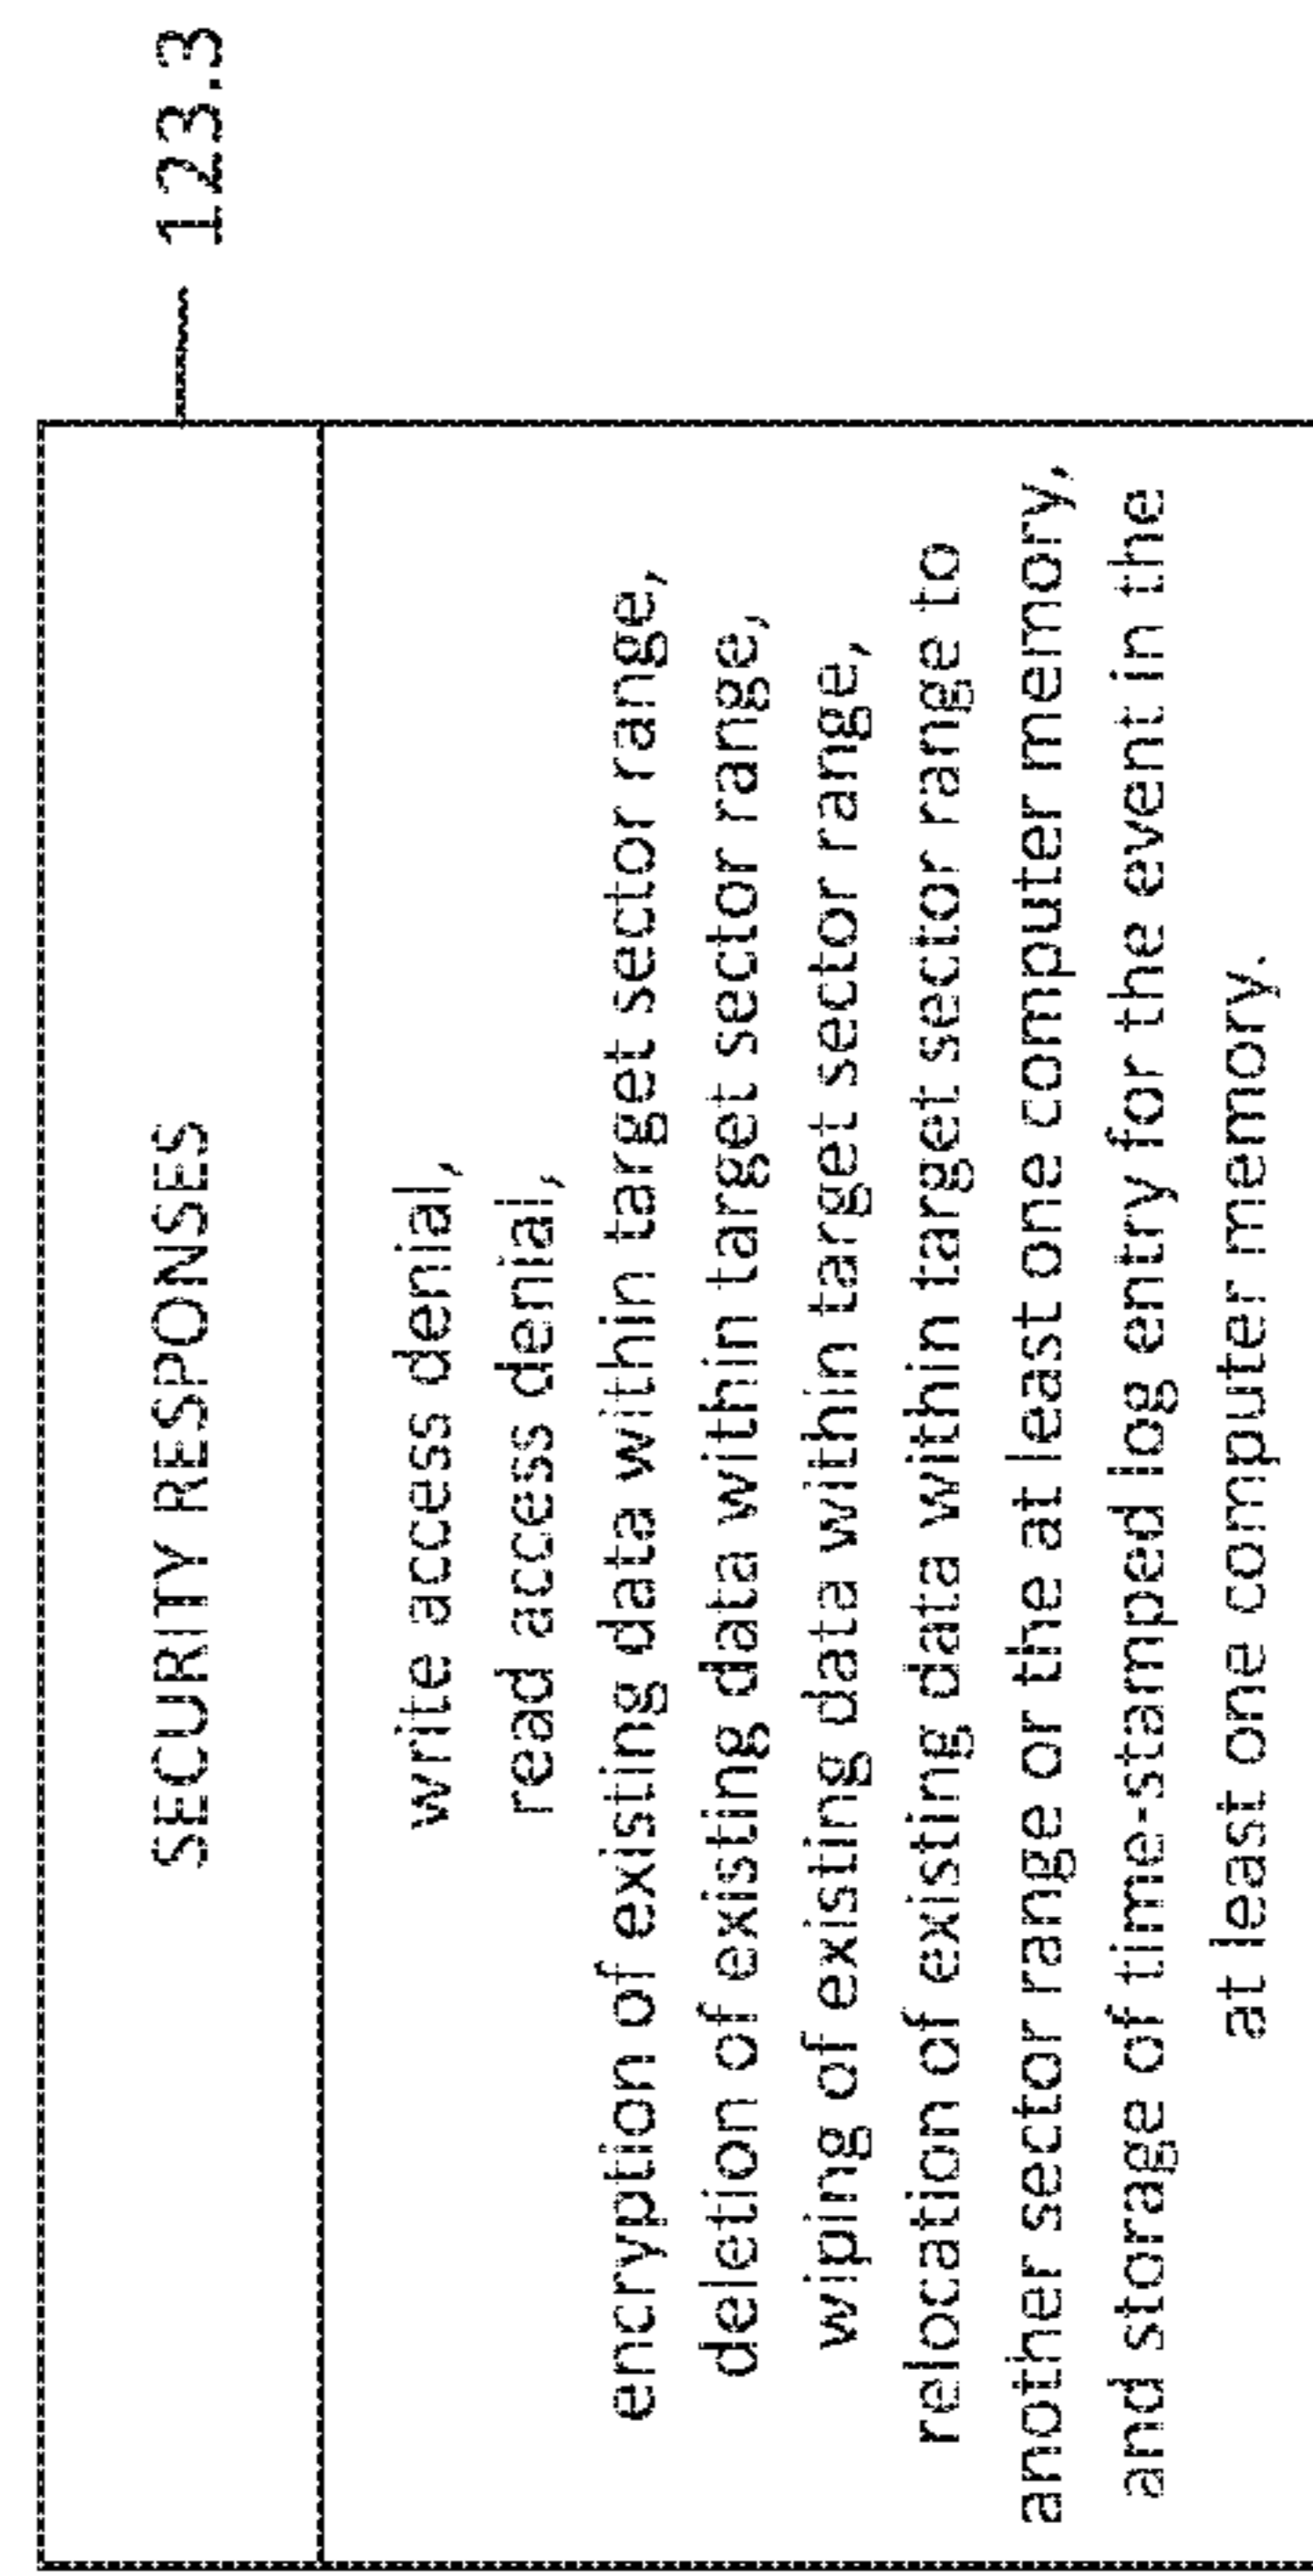 SECURITY RESPONSES 123.3
write access denial,
read access denial,
encryption of existing data within target sector range,
deletion of existing data within target sector range,
wiping of existing data within target sector range,
relocation of existing data within target sector range to
another sector range or the at least one computer memory,
and storage of time-stamped log entry for the event in the
at least one computer memory.